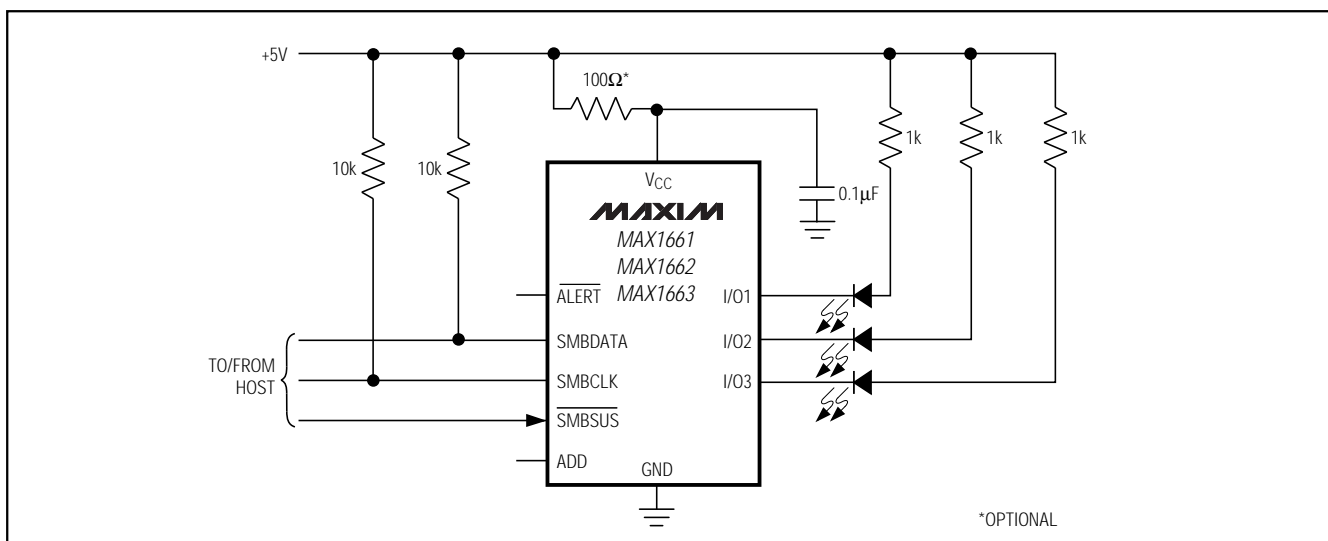 +5V
100Ω*
10k
10k
1k
1k
1k
VCC
0.1μF
MAXIM
MAX1661
MAX1662
MAX1663
ALERT
I/O1
SMBDATA
I/O2
TO/FROM
HOST
SMBCLK
I/O3
SMBSUS
ADD
GND
*OPTIONAL